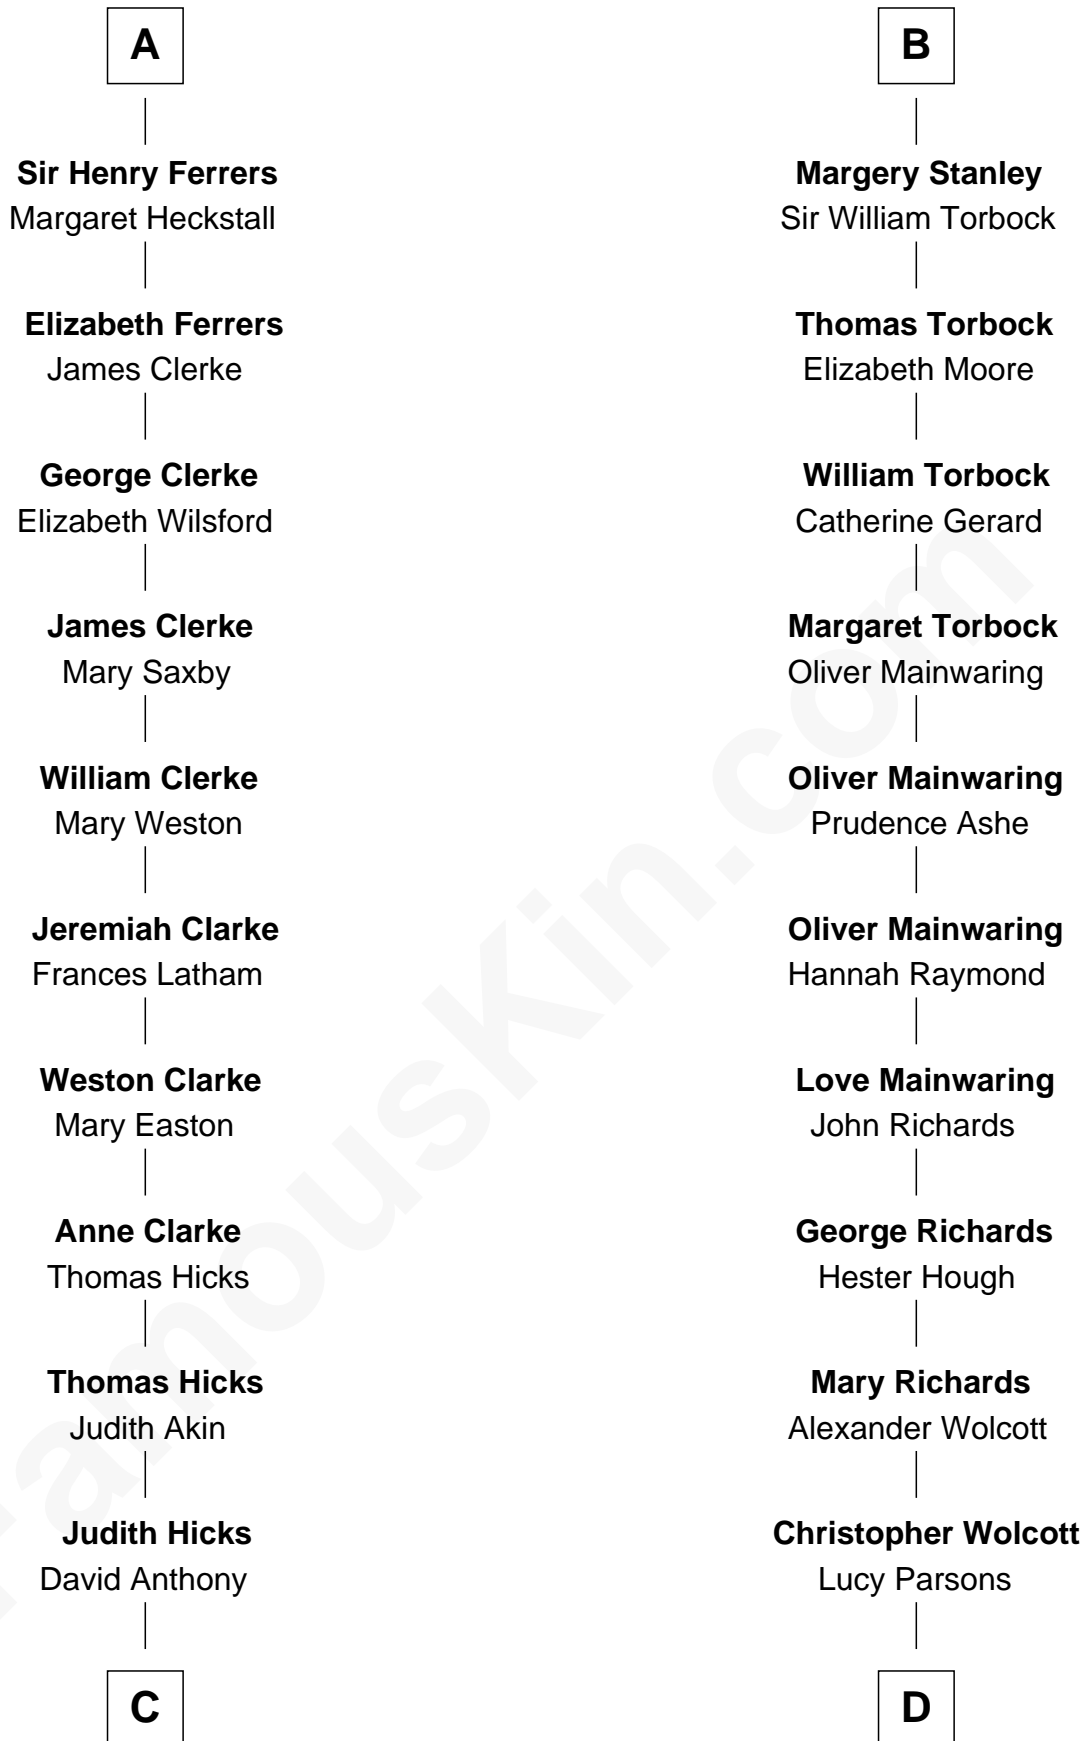 A
Sir Henry Ferrers
Margaret Heckstall
Elizabeth Ferrers
James Clerke
George Clerke
Elizabeth Wilsford
James Clerke
Mary Saxby
William Clerke
Mary Weston
Jeremiah Clarke
Frances Latham
Weston Clarke
Mary Easton
Anne Clarke
Thomas Hicks
Thomas Hicks
Judith Akin
Judith Hicks
David Anthony
C
B
Margery Stanley
Sir William Torbock
Thomas Torbock
Elizabeth Moore
William Torbock
Catherine Gerard
Margaret Torbock
Oliver Mainwaring
Oliver Mainwaring
Prudence Ashe
Oliver Mainwaring
Hannah Raymond
Love Mainwaring
John Richards
George Richards
Hester Hough
Mary Richards
Alexander Wolcott
Christopher Wolcott
Lucy Parsons
D
FamousKin.com